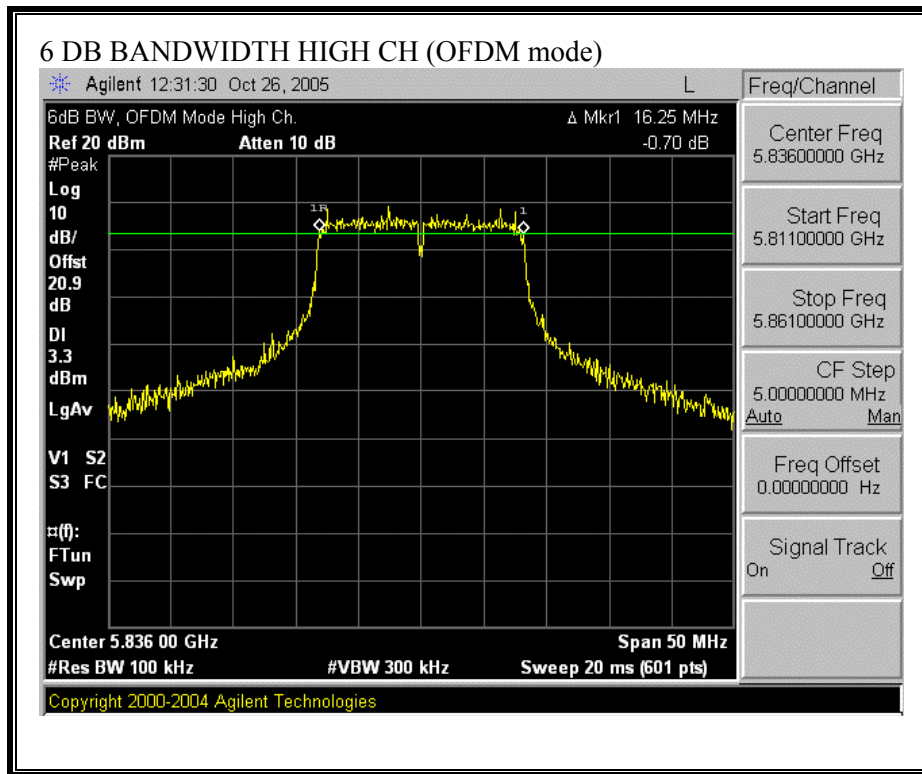 6 DB BANDWIDTH HIGH CH (OFDM mode)
Agilent 12:31:30 Oct 26, 2005 L
6dB BW, OFDM Mode High Ch.
Δ Mkr1 16.25 MHz
Ref 20 dBm Atten 10 dB -0.70 dB
#Peak
Log
10
dB/
Offst
20.9
dB
DI
3.3
dBm
LgAv
V1 S2
S3 FC
¤(f):
FTun
Swp
1R
1
Center 5.836 00 GHz Span 50 MHz
#Res BW 100 kHz #VBW 300 kHz Sweep 20 ms (601 pts)
Copyright 2000-2004 Agilent Technologies
Freq/Channel
Center Freq
5.83600000 GHz
Start Freq
5.81100000 GHz
Stop Freq
5.86100000 GHz
CF Step
5.00000000 MHz
Auto Man
Freq Offset
0.00000000 Hz
Signal Track
On Off